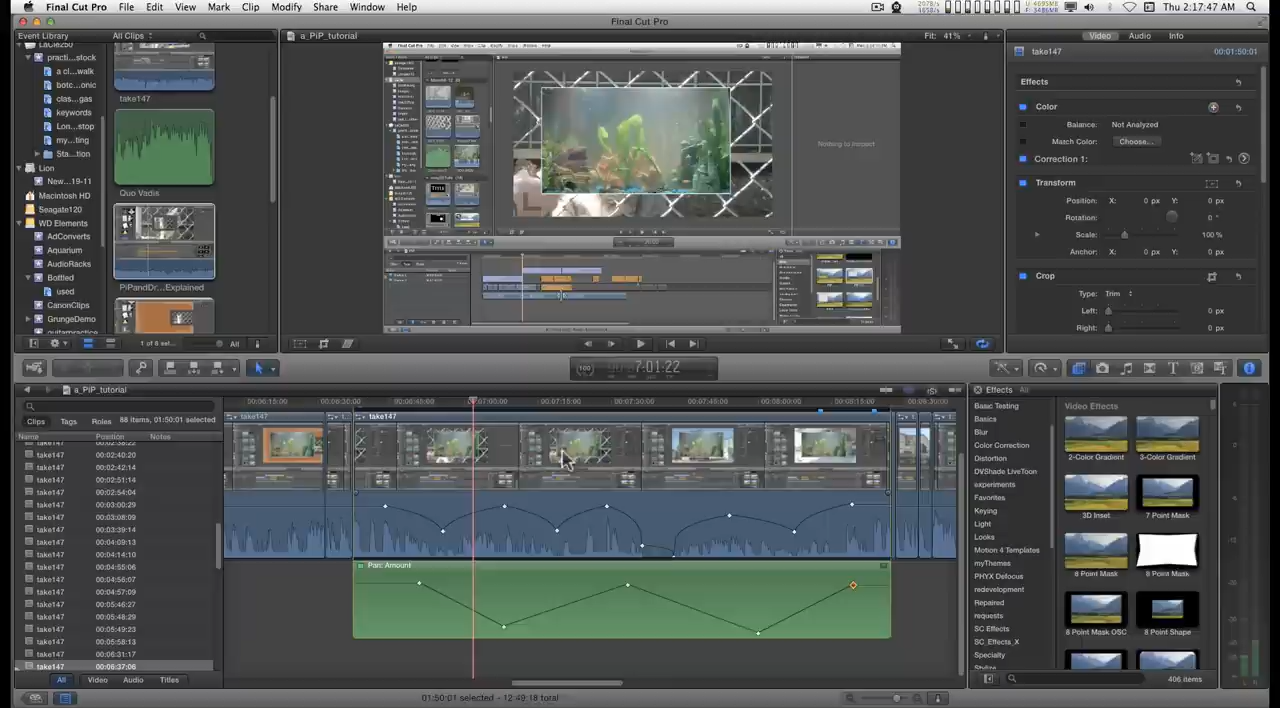 Final Cut Pro File Edit View Mark Clip Modify Share Window Help
Thu 2:17:47 AM
Final Cut Pro
Event Library All Clips
a_PiP_tutorial Fit: 41%
Video Audio Info
take147 00:01:50:01
LaCie250
practi...stock
a cl...walk
clas...gas
keywords
Lon...stop
my...ting
Sta...tion
Lion
New...19-11
Macintosh HD
Seagate120
WD Elements
AdConverts
Aquarium
AudioRacks
Bottled
used
CanonClips
GrungeDemo
take147
Quo Vadis
PiPandDr...Explained
Nothing to Inspect
Effects
Color
Balance: Not Analyzed
Match Color: Choose...
Correction 1:
Transform
Position: X: 0 px Y: 0 px
Rotation: 0 °
Scale: 100 %
Anchor: X: 0 px Y: 0 px
Crop
Type: Trim
Left: 0 px
Right: 0 px
All
100 7:01:22
a_PiP_tutorial
Clips Tags Roles 88 items, 01:50:01 selected
Name Position Notes
take147 00:02:40:20
take147 00:02:42:14
take147 00:02:51:14
take147 00:02:54:04
take147 00:03:00:29
take147 00:03:08:09
take147 00:03:39:14
take147 00:04:09:13
take147 00:04:14:10
take147 00:04:55:06
take147 00:04:56:07
take147 00:04:57:09
take147 00:05:46:27
take147 00:05:48:29
take147 00:05:49:23
take147 00:05:58:13
take147 00:06:31:17
take147 00:06:37:06
All Video Audio Titles
00:06:15:00 00:06:30:00 00:06:45:00 00:07:00:00 00:07:15:00 00:07:30:00 00:07:45:00 00:08:00:00 00:08:15:00 00:09:30:00
take147 take147
Pan: Amount
Effects All
Basic Testing
Basics
Blur
Color Correction
Distortion
DVShade LiveToon
experiments
Favorites
Keying
Light
Looks
Motion 4 Templates
myThemes
PHYX Defocus
redevelopment
Repaired
requests
SC Effects
SC_Effects_X
Specialty
Stylize
Video Effects
2-Color Gradient 3-Color Gradient
3D Inset 7 Point Mask
8 Point Mask 8 Point Mask
8 Point Mask OSC 8 Point Shape
406 items
01:50:01 selected - 12:49:18 total